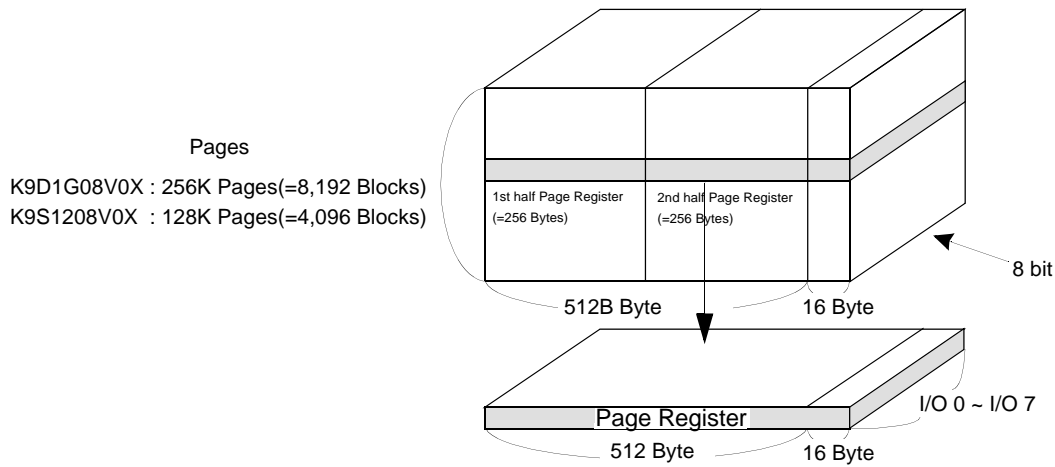 Pages
K9D1G08V0X : 256K Pages(=8,192 Blocks)
K9S1208V0X : 128K Pages(=4,096 Blocks)
1st half Page Register
(=256 Bytes)
2nd half Page Register
(=256 Bytes)
8 bit
512B Byte
16 Byte
I/O 0 ~ I/O 7
Page Register
512 Byte
16 Byte